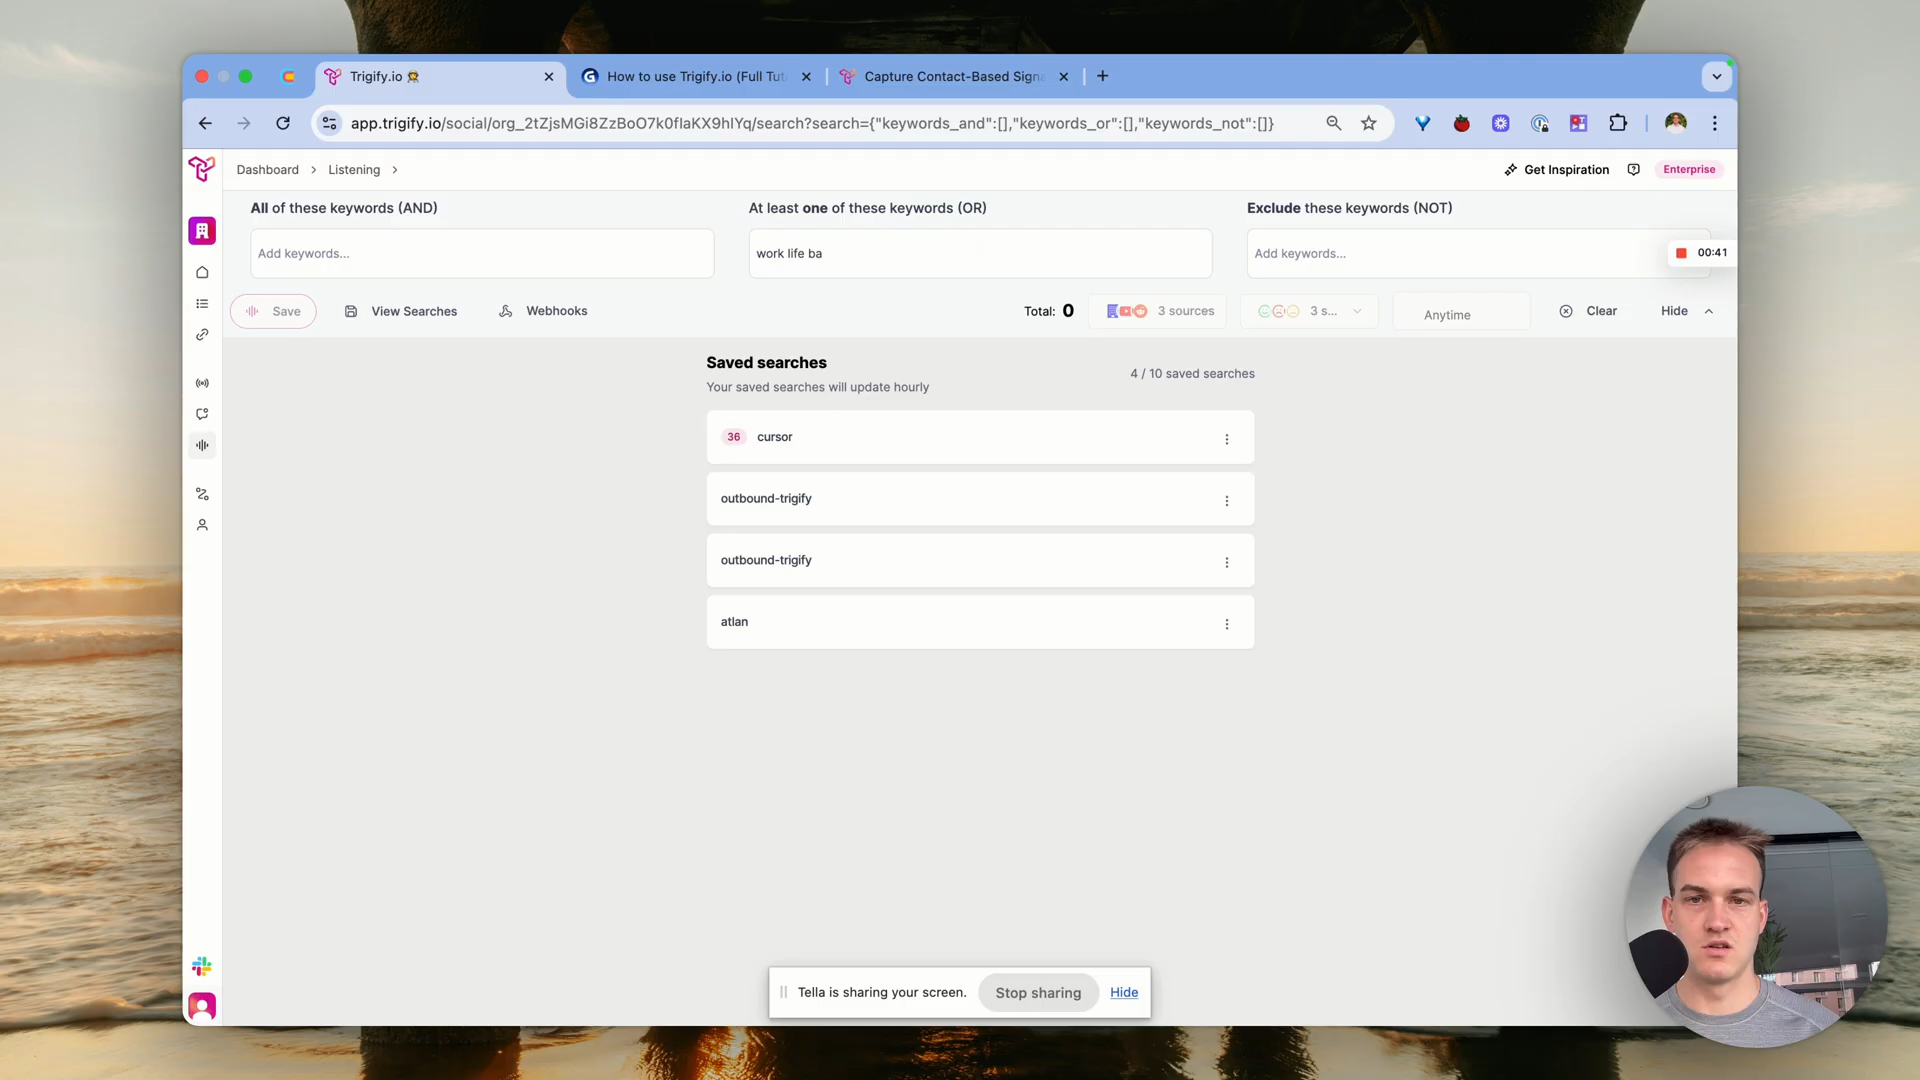 Trigify.io
How to use Trigify.io (Full Tut
Capture Contact-Based Signa
app.trigify.io/social/org_2tZjsMGi8ZzBoO7k0flaKX9hlYq/search?search={"keywords_and":[],"keywords_or":[],"keywords_not":[]}
Dashboard > Listening >
Get Inspiration
Enterprise
All of these keywords (AND)
At least one of these keywords (OR)
Exclude these keywords (NOT)
Add keywords...
work life ba
Add keywords...
00:41
Save
View Searches
Webhooks
Total: 0
3 sources
3 s...
Anytime
Clear
Hide
Saved searches
Your saved searches will update hourly
4 / 10 saved searches
36 cursor
outbound-trigify
outbound-trigify
atlan
Tella is sharing your screen.
Stop sharing
Hide